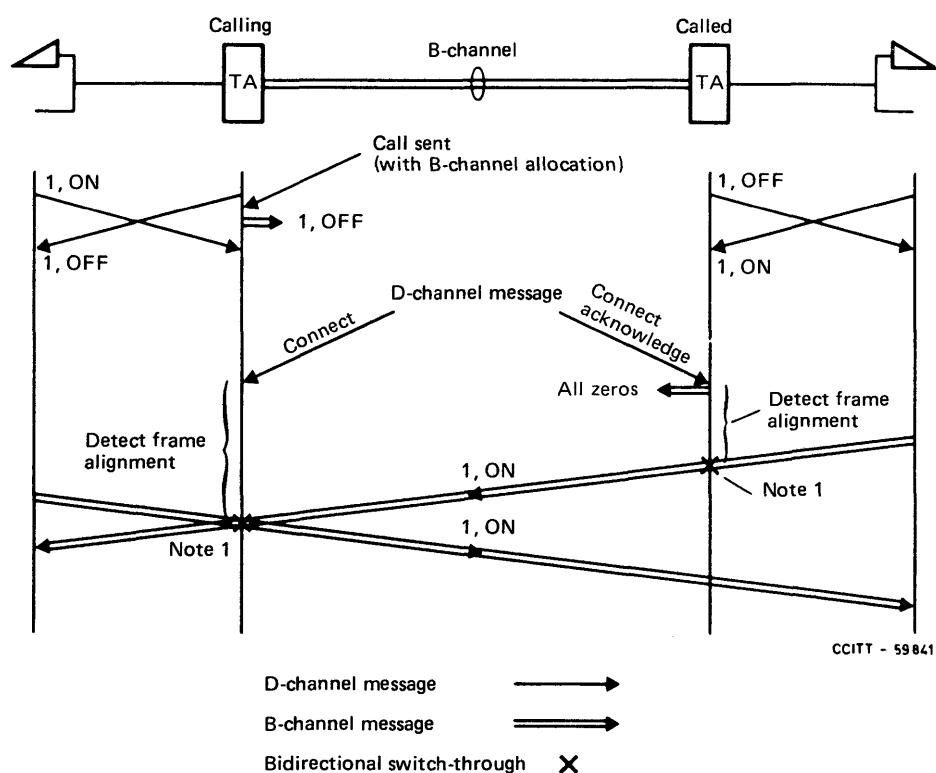 Calling
Called
B-channel
TA
TA
Call sent
(with B-channel allocation)
1, ON
1, OFF
1, OFF
1, OFF
1, ON
D-channel message
Connect
Connect
acknowledge
All zeros
Detect frame
alignment
Detect frame
alignment
1, ON
Note 1
1, ON
Note 1
CCITT - 59841
D-channel message
B-channel message
Bidirectional switch-through